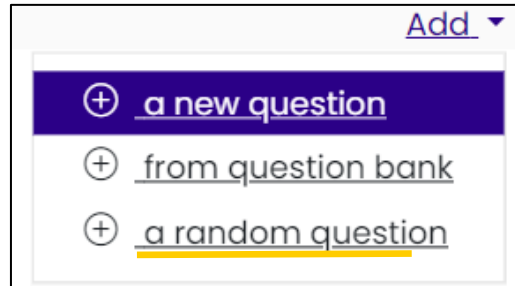 Add
a new question
from question bank
a random question